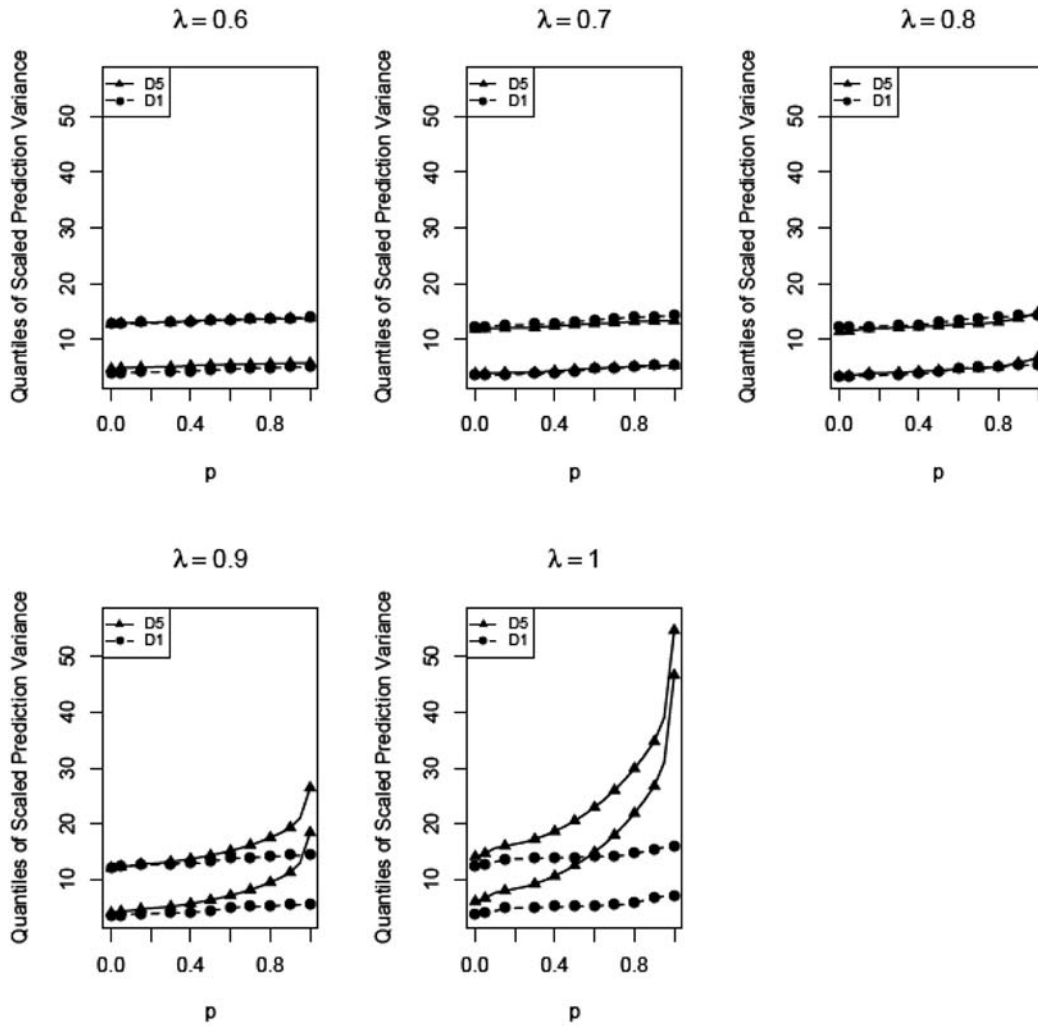 λ = 0.6
D5
D1
Quantiles of Scaled Prediction Variance
50
40
30
20
10
0.0 0.4 0.8
p
λ = 0.7
D5
D1
Quantiles of Scaled Prediction Variance
50
40
30
20
10
0.0 0.4 0.8
p
λ = 0.8
D5
D1
Quantiles of Scaled Prediction Variance
50
40
30
20
10
0.0 0.4 0.8
p
λ = 0.9
D5
D1
Quantiles of Scaled Prediction Variance
50
40
30
20
10
0.0 0.4 0.8
p
λ = 1
D5
D1
Quantiles of Scaled Prediction Variance
50
40
30
20
10
0.0 0.4 0.8
p